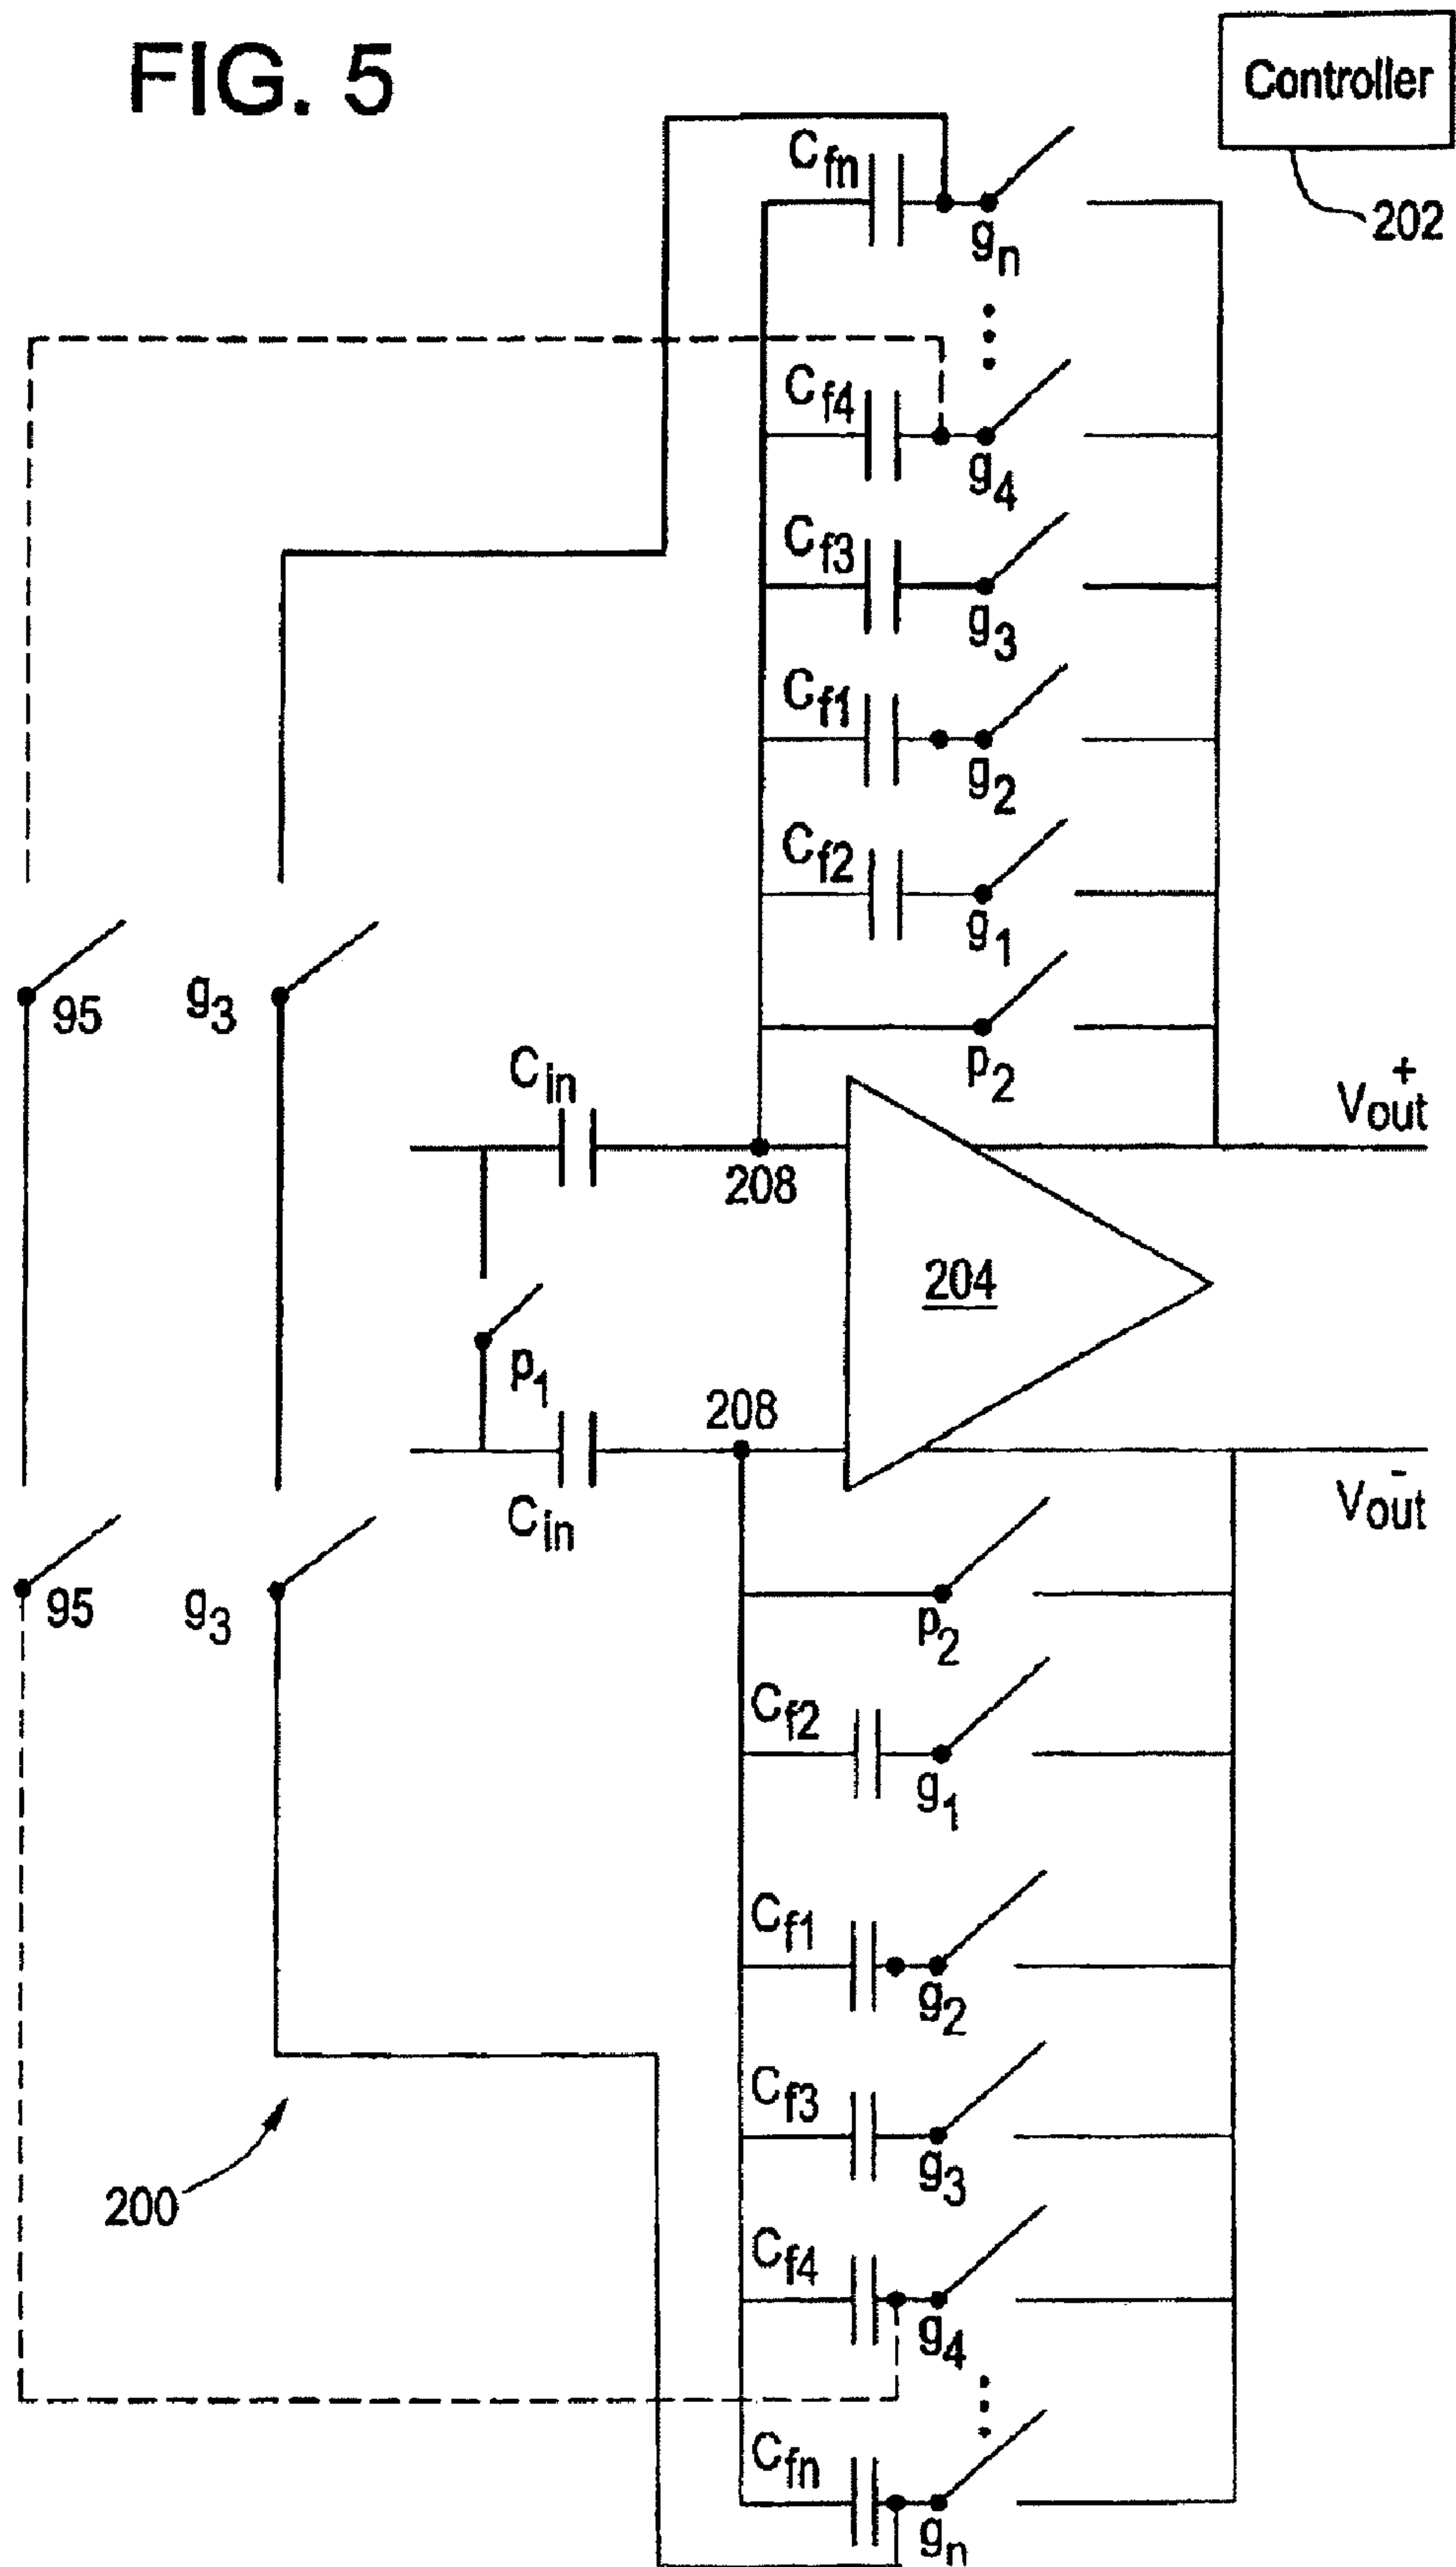 FIG. 5
Controller
202
Cfn
gn
Cf4
g4
Cf3
g3
Cf1
g2
Cf2
g1
95
g3
p2
Cin
Vout+
208
204
p1
208
Cin
Vout-
95
g3
p2
Cf2
g1
Cf1
g2
Cf3
g3
200
Cf4
g4
Cfn
gn